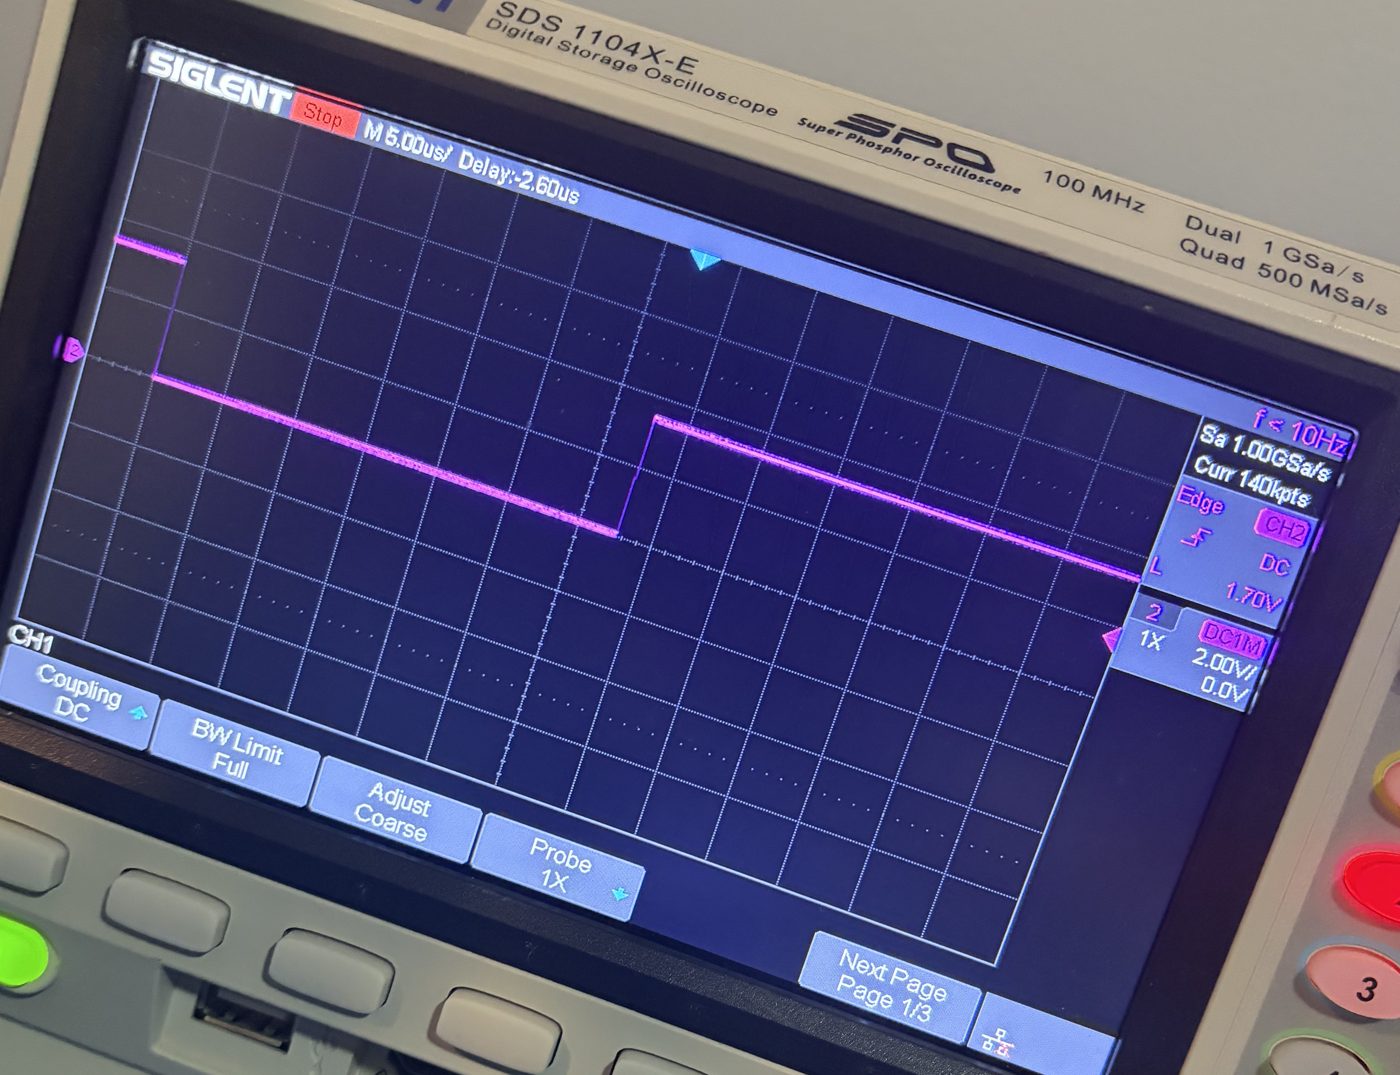 SDS 1104X-E
Digital Storage Oscilloscope
SPO
Super Phosphor Oscilloscope
100 MHz
Dual 1 GSa/s
Quad 500 MSa/s
SIGLENT
Stop
M 5.00us/ Delay:-2.60us
f < 10Hz
Sa 1.00GSa/s
Curr 140kpts
Edge CH2
DC
L 1.70V
2 DC1M
1X 2.00V/
0.0V
2
CH1
Coupling
DC
BW Limit
Full
Adjust
Coarse
Probe
1X
Next Page
Page 1/3
3